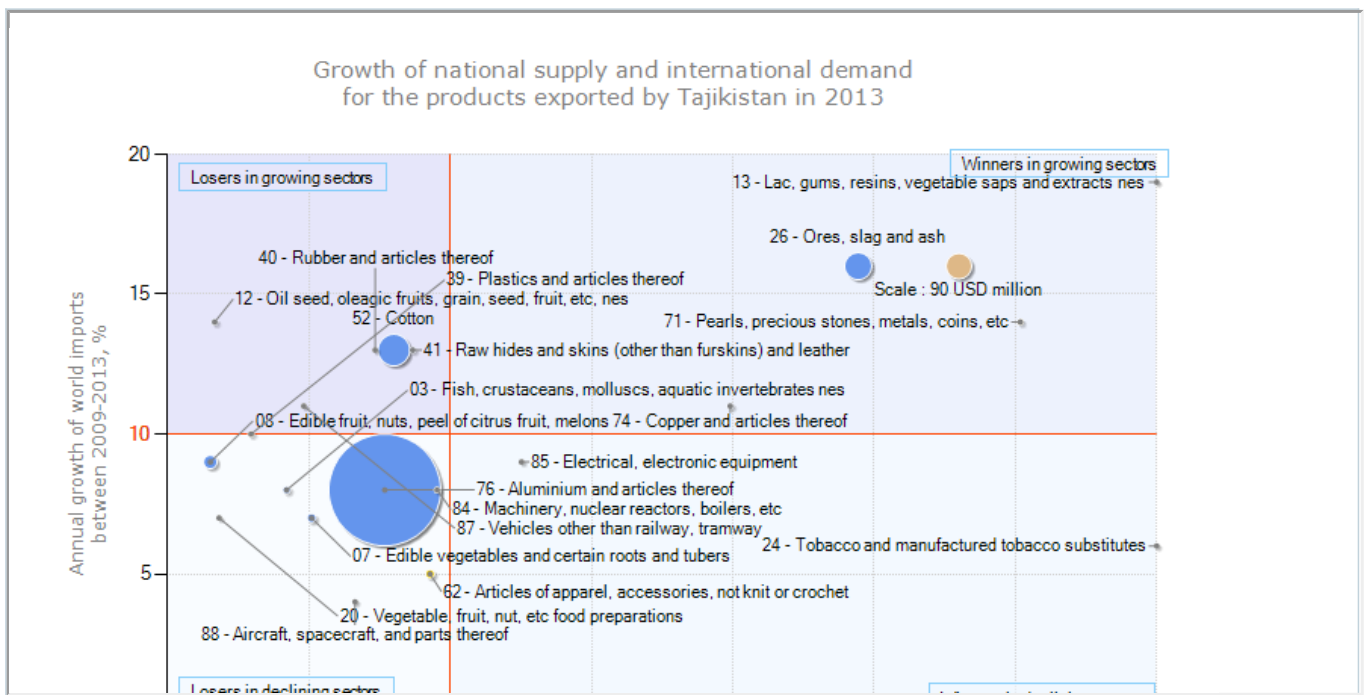 Growth of national supply and international demand
for the products exported by Tajikistan in 2013
Annual growth of world imports
between 2009-2013, %
20
15
10
5
Losers in growing sectors
Winners in growing sectors
13 - Lac, gums, resins, vegetable saps and extracts nes
26 - Ores, slag and ash
40 - Rubber and articles thereof
39 - Plastics and articles thereof
Scale : 90 USD million
12 - Oil seed, oleagic fruits, grain, seed, fruit, etc, nes
52 - Cotton
71 - Pearls, precious stones, metals, coins, etc
41 - Raw hides and skins (other than furskins) and leather
03 - Fish, crustaceans, molluscs, aquatic invertebrates nes
08 - Edible fruit, nuts, peel of citrus fruit, melons
74 - Copper and articles thereof
85 - Electrical, electronic equipment
76 - Aluminium and articles thereof
84 - Machinery, nuclear reactors, boilers, etc
87 - Vehicles other than railway, tramway
24 - Tobacco and manufactured tobacco substitutes
07 - Edible vegetables and certain roots and tubers
62 - Articles of apparel, accessories, not knit or crochet
20 - Vegetable, fruit, nut, etc food preparations
88 - Aircraft, spacecraft, and parts thereof
Losers in declining sectors